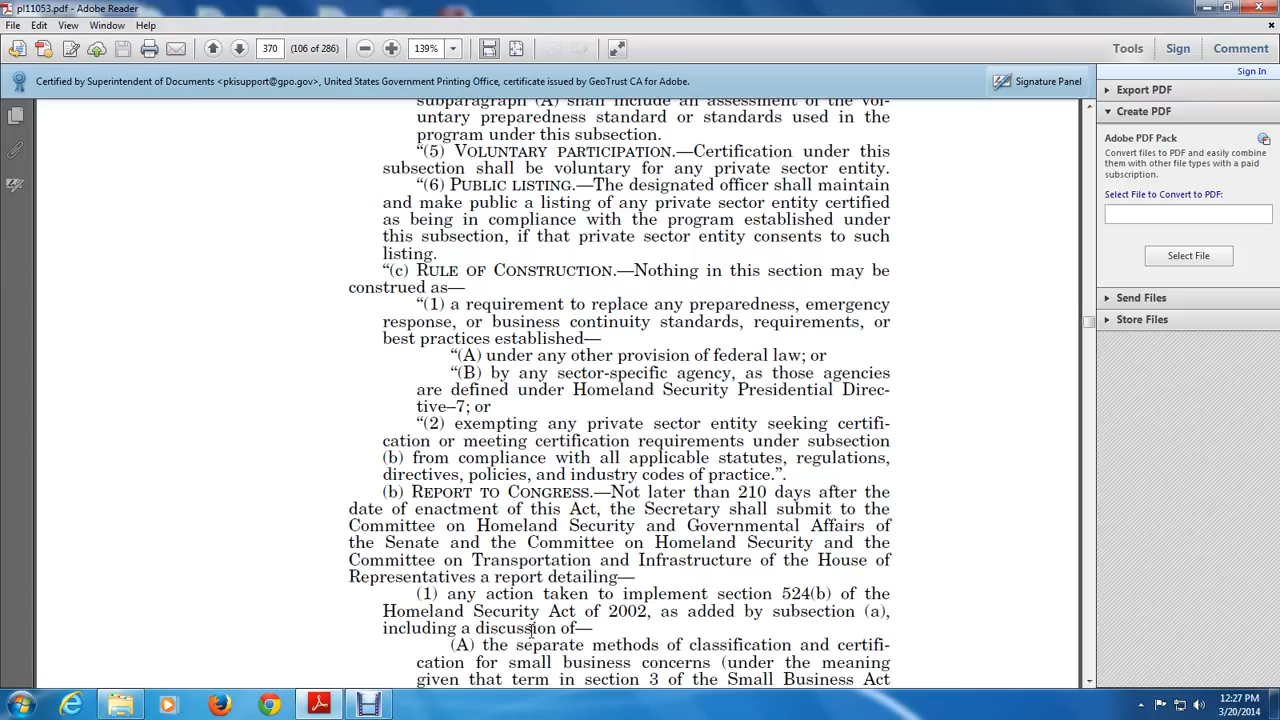 pl11053.pdf - Adobe Reader
File Edit View Window Help
370 (106 of 286) 139% Tools Sign Comment
Certified by Superintendent of Documents <pkisupport@gpo.gov>, United States Government Printing Office, certificate issued by GeoTrust CA for Adobe. Signature Panel
Sign In
Export PDF
Create PDF
Adobe PDF Pack
Convert files to PDF and easily combine
them with other file types with a paid
subscription.
Select File to Convert to PDF:
Select File
Send Files
Store Files
subparagraph (A) shall include an assessment of the vol-
untary preparedness standard or standards used in the
program under this subsection.
“(5) VOLUNTARY PARTICIPATION.—Certification under this
subsection shall be voluntary for any private sector entity.
“(6) PUBLIC LISTING.—The designated officer shall maintain
and make public a listing of any private sector entity certified
as being in compliance with the program established under
this subsection, if that private sector entity consents to such
listing.
“(c) RULE OF CONSTRUCTION.—Nothing in this section may be
construed as—
“(1) a requirement to replace any preparedness, emergency
response, or business continuity standards, requirements, or
best practices established—
“(A) under any other provision of federal law; or
“(B) by any sector-specific agency, as those agencies
are defined under Homeland Security Presidential Direc-
tive–7; or
“(2) exempting any private sector entity seeking certifi-
cation or meeting certification requirements under subsection
(b) from compliance with all applicable statutes, regulations,
directives, policies, and industry codes of practice.”.
(b) REPORT TO CONGRESS.—Not later than 210 days after the
date of enactment of this Act, the Secretary shall submit to the
Committee on Homeland Security and Governmental Affairs of
the Senate and the Committee on Homeland Security and the
Committee on Transportation and Infrastructure of the House of
Representatives a report detailing—
(1) any action taken to implement section 524(b) of the
Homeland Security Act of 2002, as added by subsection (a),
including a discussion of—
(A) the separate methods of classification and certifi-
cation for small business concerns (under the meaning
given that term in section 3 of the Small Business Act
12:27 PM
3/20/2014